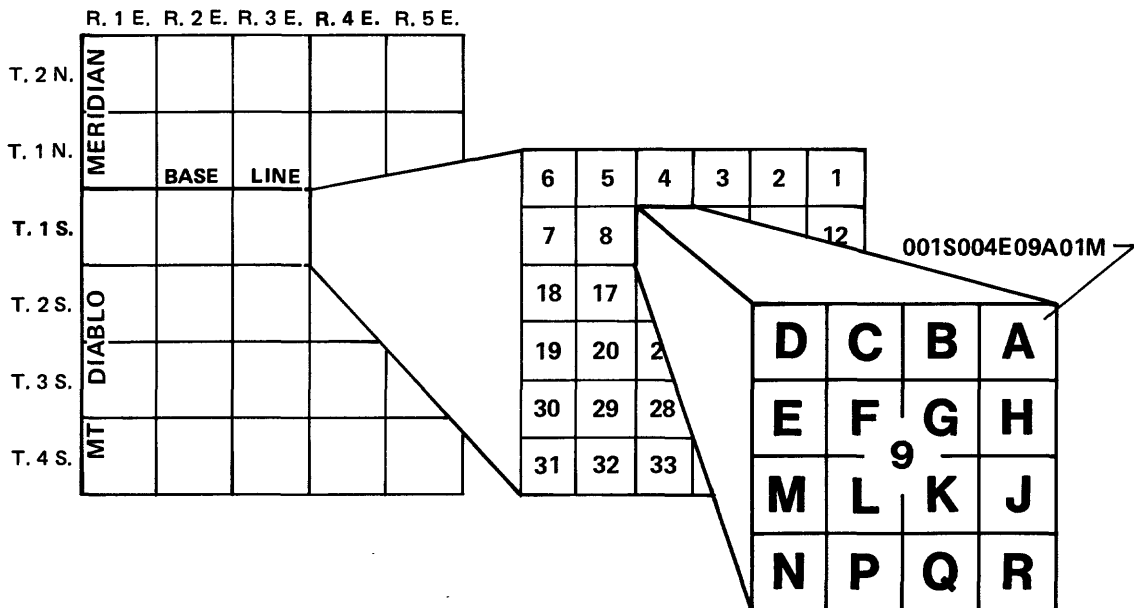 R. 1 E. R. 2 E. R. 3 E. R. 4 E. R. 5 E.
T. 2 N.
T. 1 N.
T. 1 S.
T. 2 S.
T. 3 S.
T. 4 S.
MT DIABLO MERIDIAN
BASE LINE
6 5 4 3 2 1
7 8 12
18 17
19 20 2
30 29 28
31 32 33
001S004E09A01M
D C B A
E F G H
9
M L K J
N P Q R